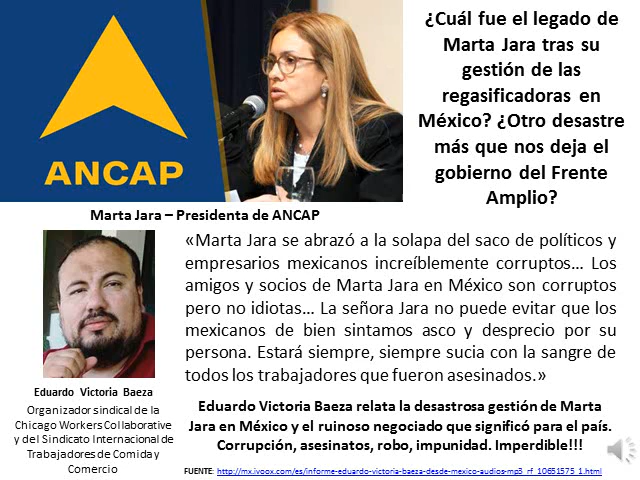 ANCAP
¿Cuál fue el legado de
Marta Jara tras su
gestión de las
regasificadoras en
México? ¿Otro desastre
más que nos deja el
gobierno del Frente
Amplio?
Marta Jara – Presidenta de ANCAP
«Marta Jara se abrazó a la solapa del saco de políticos y
empresarios mexicanos increíblemente corruptos… Los
amigos y socios de Marta Jara en México son corruptos
pero no idiotas… La señora Jara no puede evitar que los
mexicanos de bien sintamos asco y desprecio por su
persona. Estará siempre, siempre sucia con la sangre de
todos los trabajadores que fueron asesinados.»
Eduardo Victoria Baeza
Organizador sindical de la
Chicago Workers Collaborative
y del Sindicato Internacional de
Trabajadores de Comida y
Comercio
Eduardo Victoria Baeza relata la desastrosa gestión de Marta
Jara en México y el ruinoso negociado que significó para el país.
Corrupción, asesinatos, robo, impunidad. Imperdible!!!
FUENTE: http://mx.ivoox.com/es/informe-eduardo-victoria-baeza-desde-mexico-audios-mp3_rf_10651575_1.html